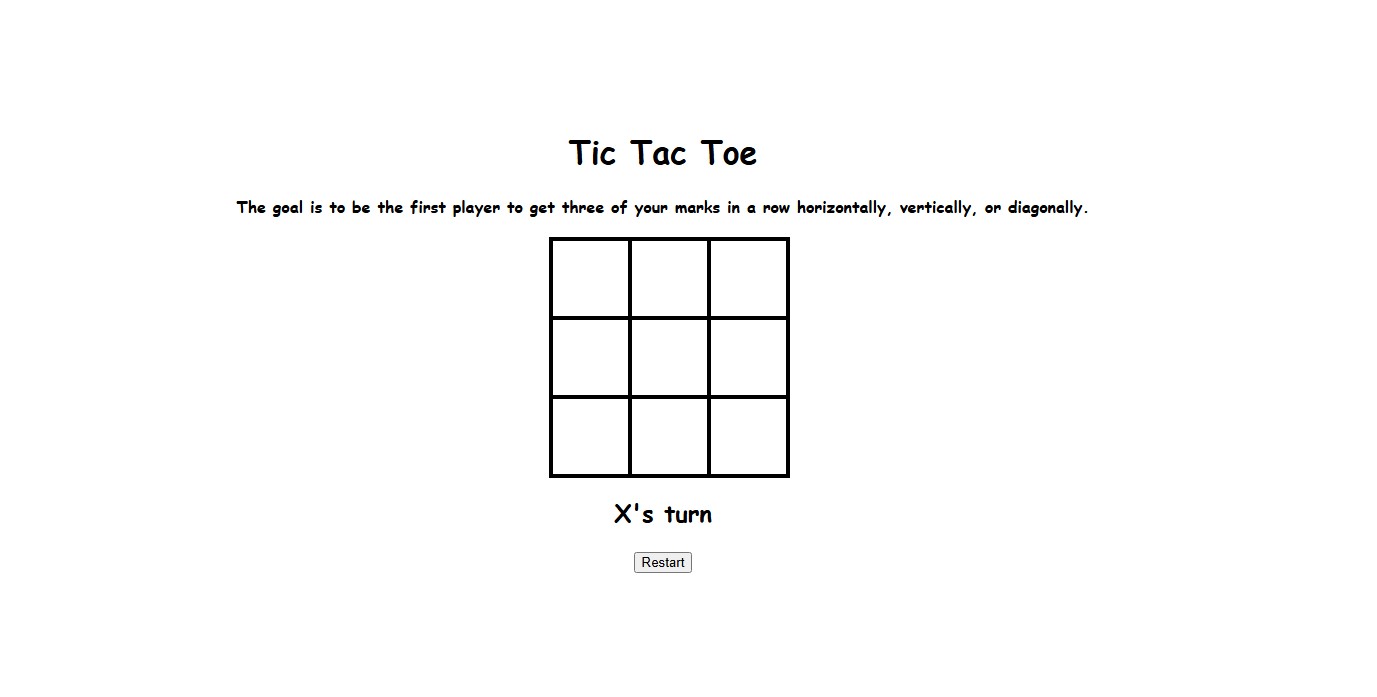 Tic Tac Toe
The goal is to be the first player to get three of your marks in a row horizontally, vertically, or diagonally.
X's turn
Restart